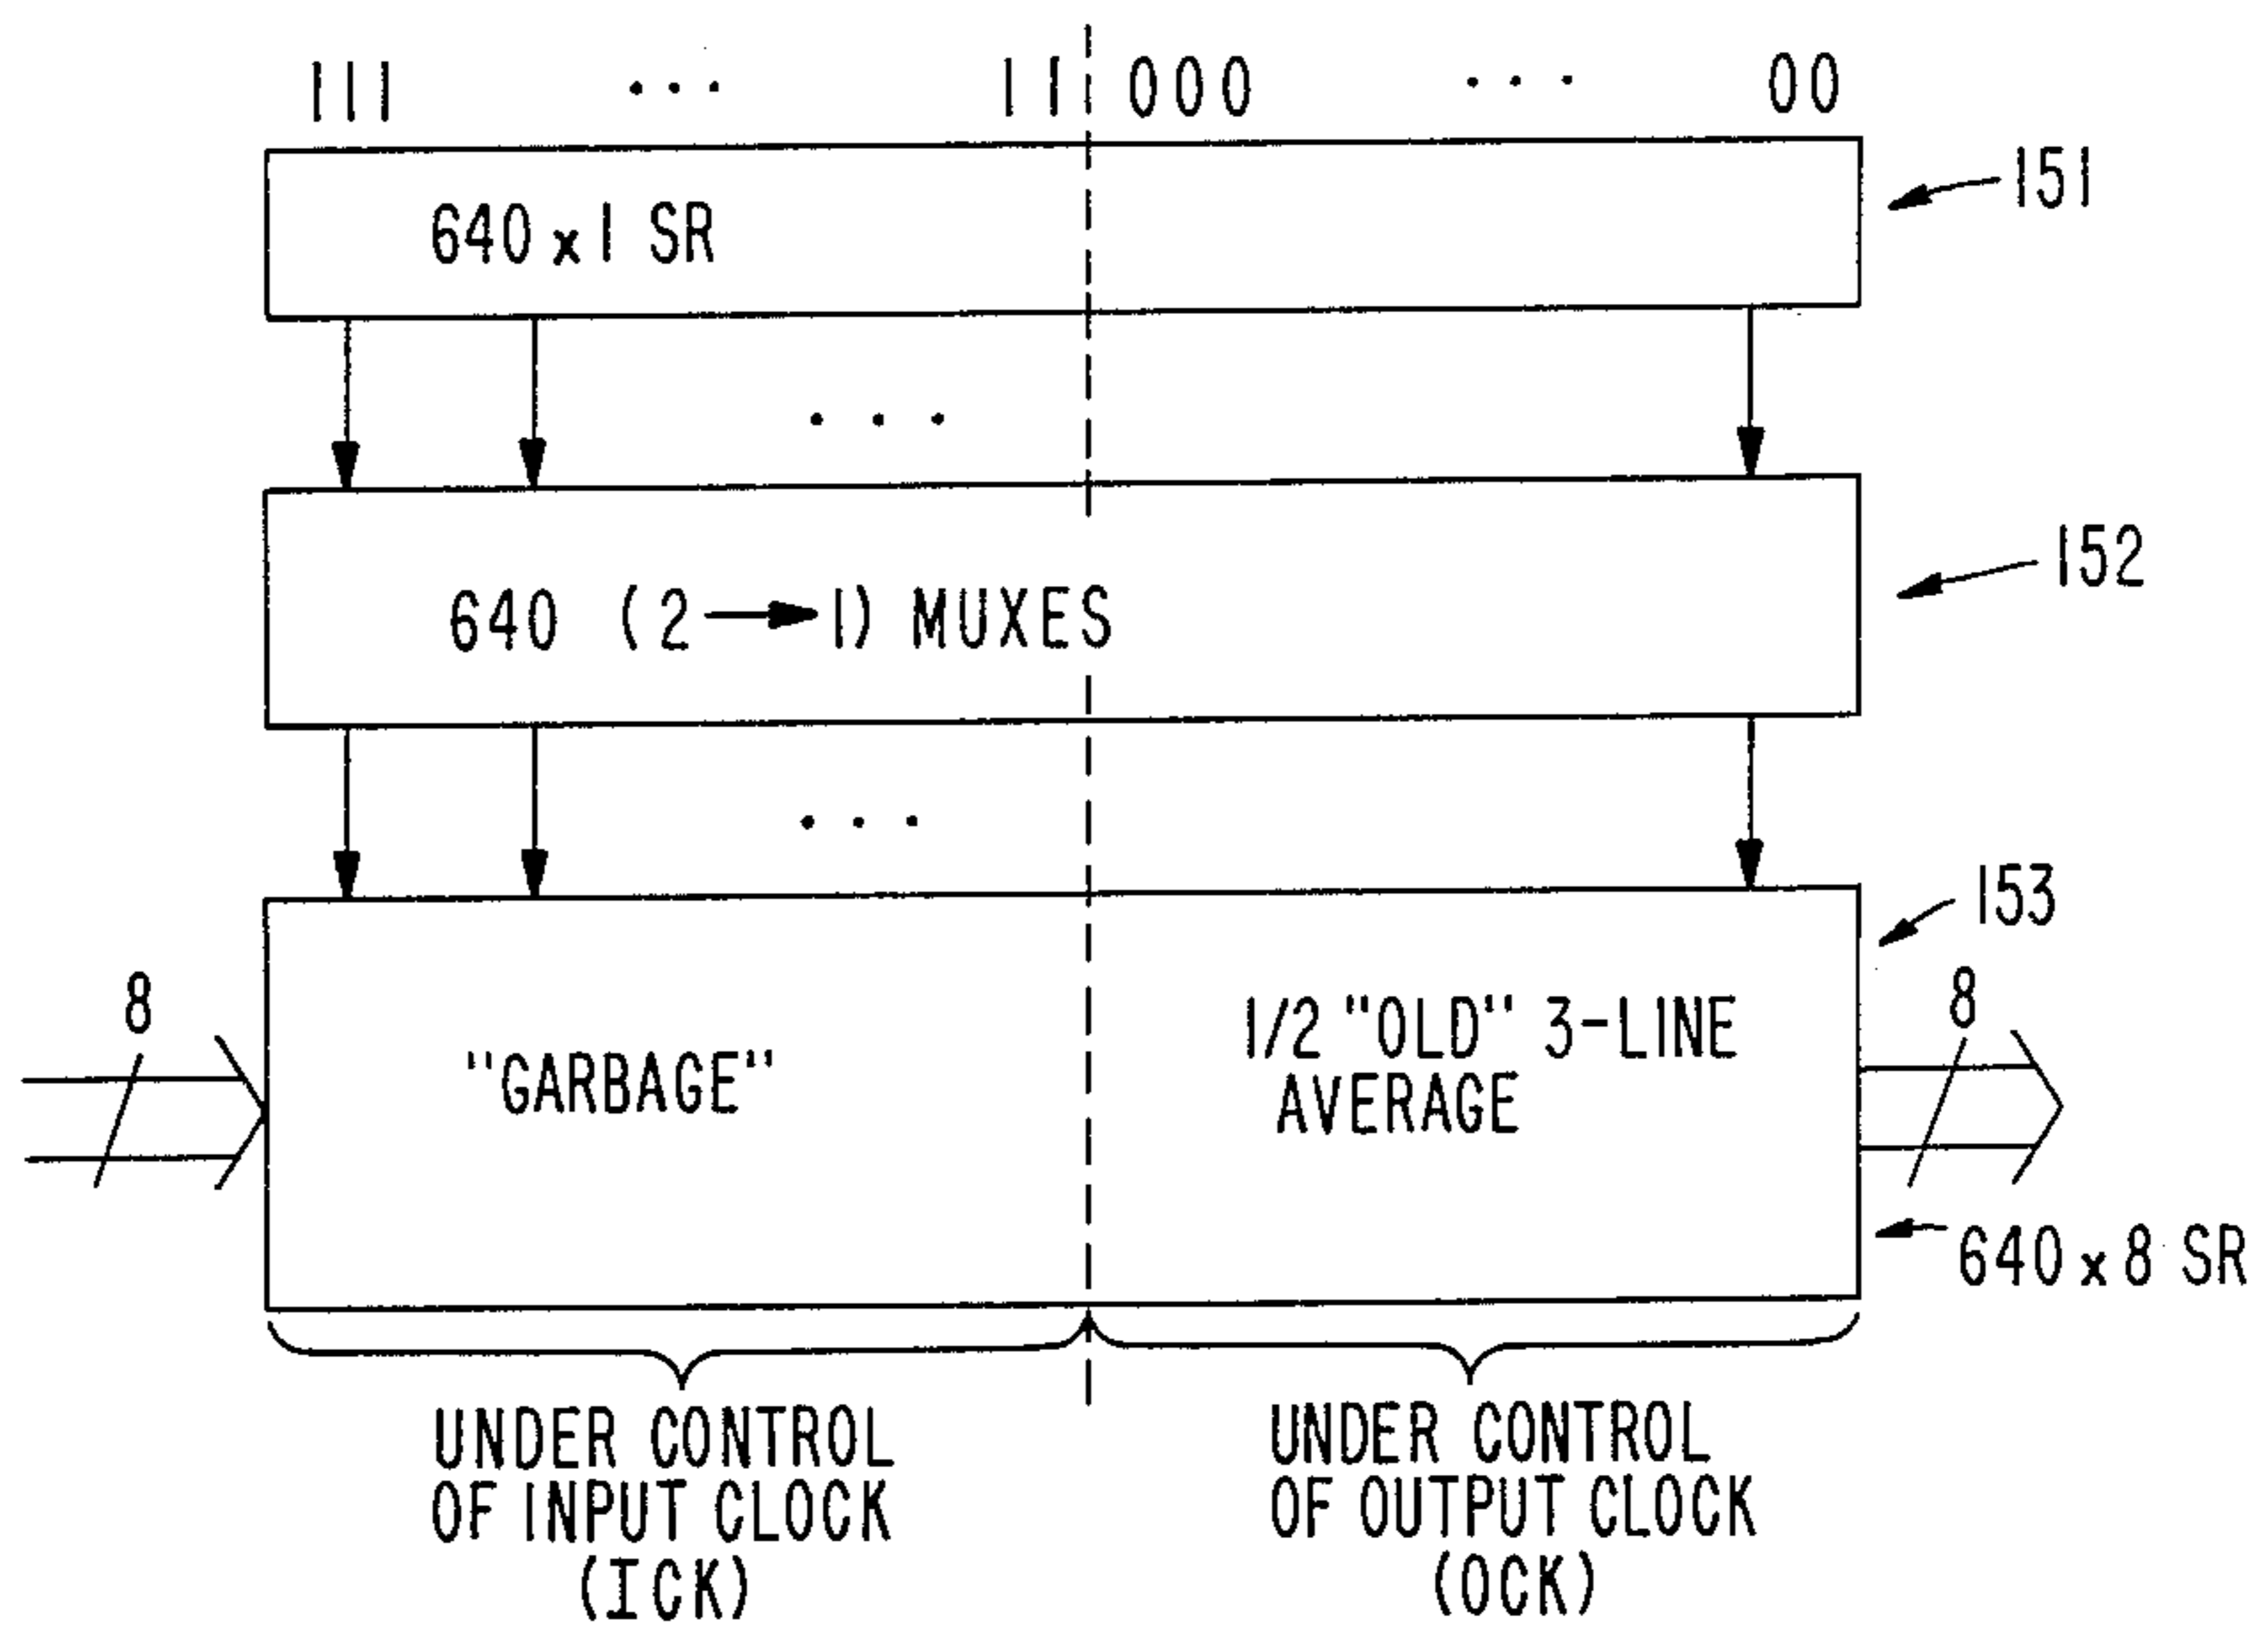 111 ... 11 000 ... 00
640 x 1 SR
151
...
640 (2→1) MUXES
152
...
153
8
"GARBAGE"
1/2 "OLD" 3-LINE
AVERAGE
8
640 x 8 SR
UNDER CONTROL
OF INPUT CLOCK
(ICK)
UNDER CONTROL
OF OUTPUT CLOCK
(OCK)